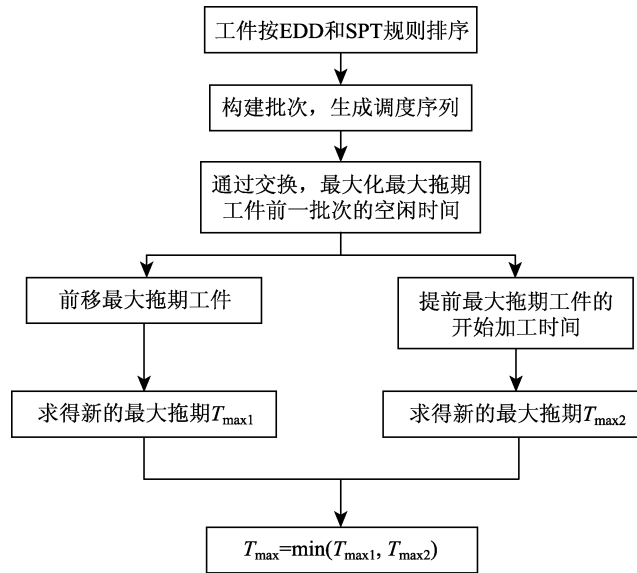 工件按EDD和SPT规则排序
构建批次，生成调度序列
通过交换，最大化最大拖期
工件前一批次的空闲时间
前移最大拖期工件
提前最大拖期工件的
开始加工时间
求得新的最大拖期Tmax1
求得新的最大拖期Tmax2
Tmax=min(Tmax1, Tmax2)